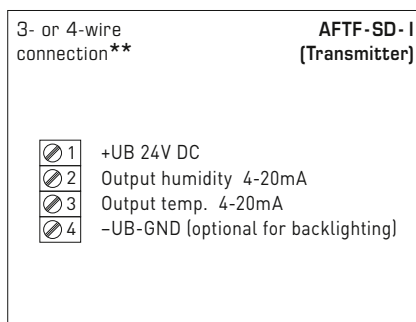 3- or 4-wire
connection**
AFTF-SD-I
(Transmitter)
1 +UB 24V DC
2 Output humidity 4-20mA
3 Output temp. 4-20mA
4 –UB-GND (optional for backlighting)